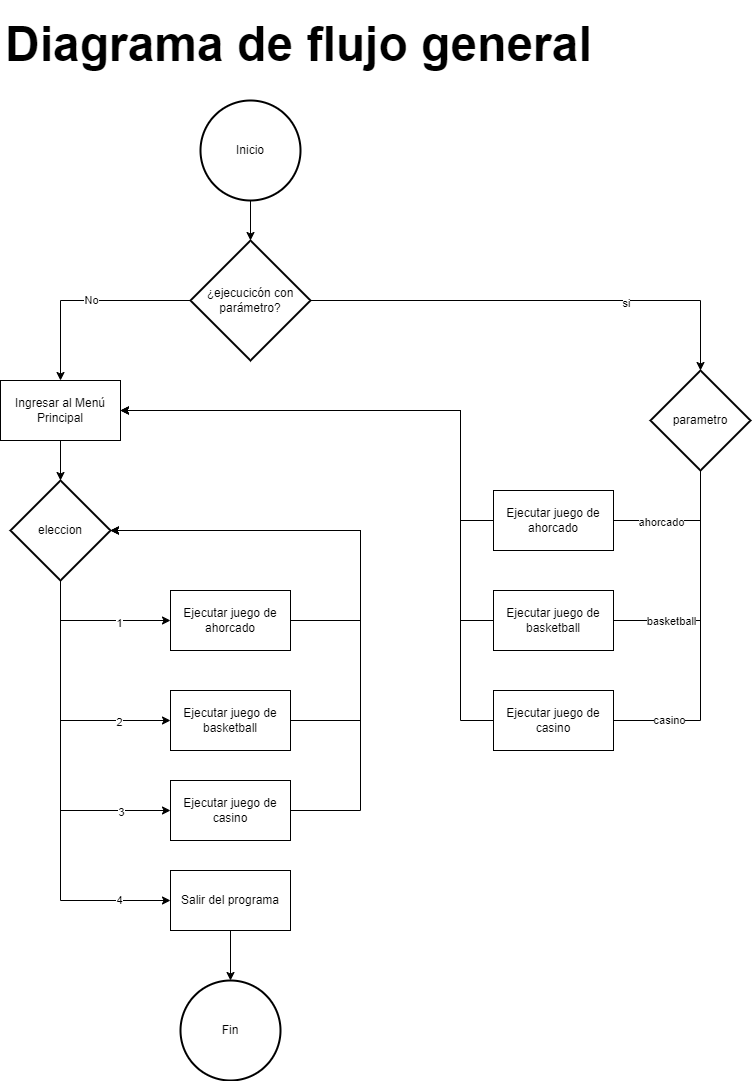 Diagrama de flujo general
Inicio
¿ejecucicón con
parámetro?
No
si
Ingresar al Menú
Principal
parametro
eleccion
Ejecutar juego de
ahorcado
ahorcado
Ejecutar juego de
basketball
basketball
Ejecutar juego de
casino
casino
1
Ejecutar juego de
ahorcado
2
Ejecutar juego de
basketball
3
Ejecutar juego de
casino
4
Salir del programa
Fin